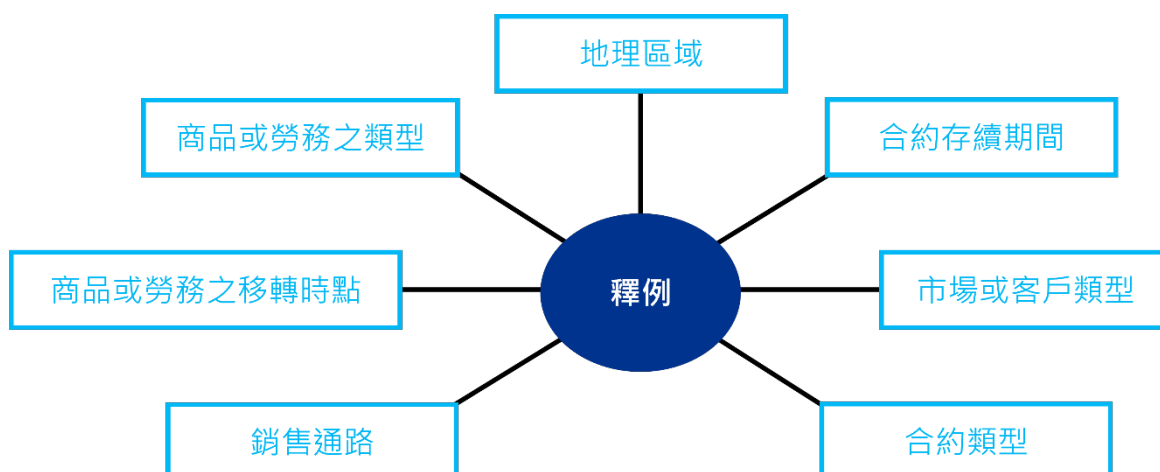 地理區域
商品或勞務之類型
合約存續期間
商品或勞務之移轉時點
釋例
市場或客戶類型
銷售通路
合約類型